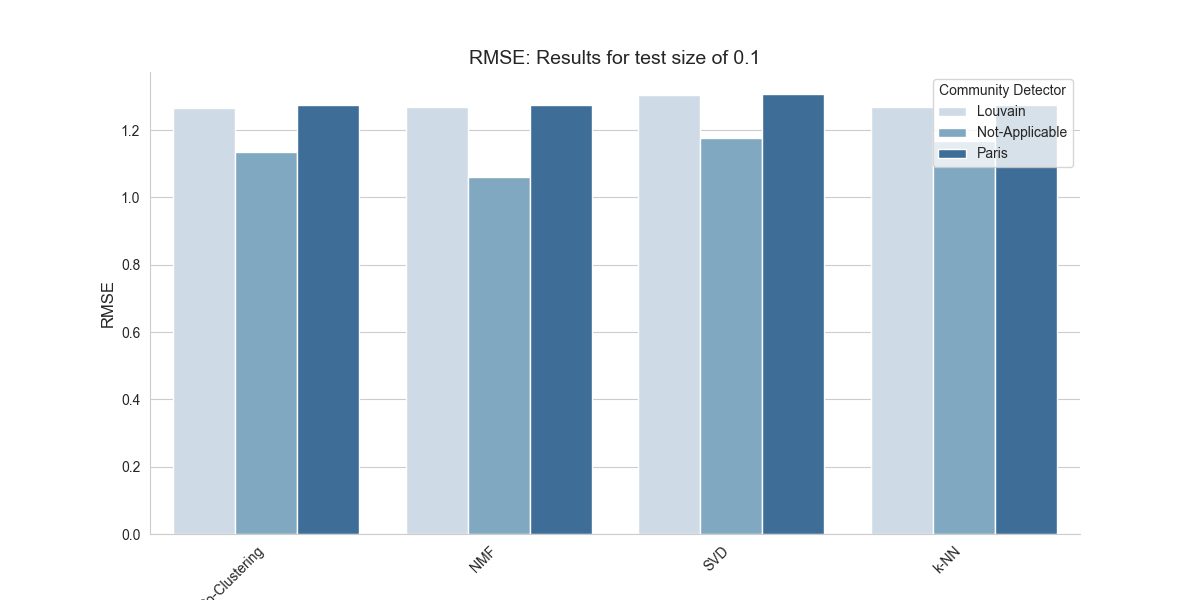 RMSE: Results for test size of 0.1
Community Detector
Louvain
Not-Applicable
Paris
RMSE
1.2
1.0
0.8
0.6
0.4
0.2
0.0
NMF
SVD
k-NN